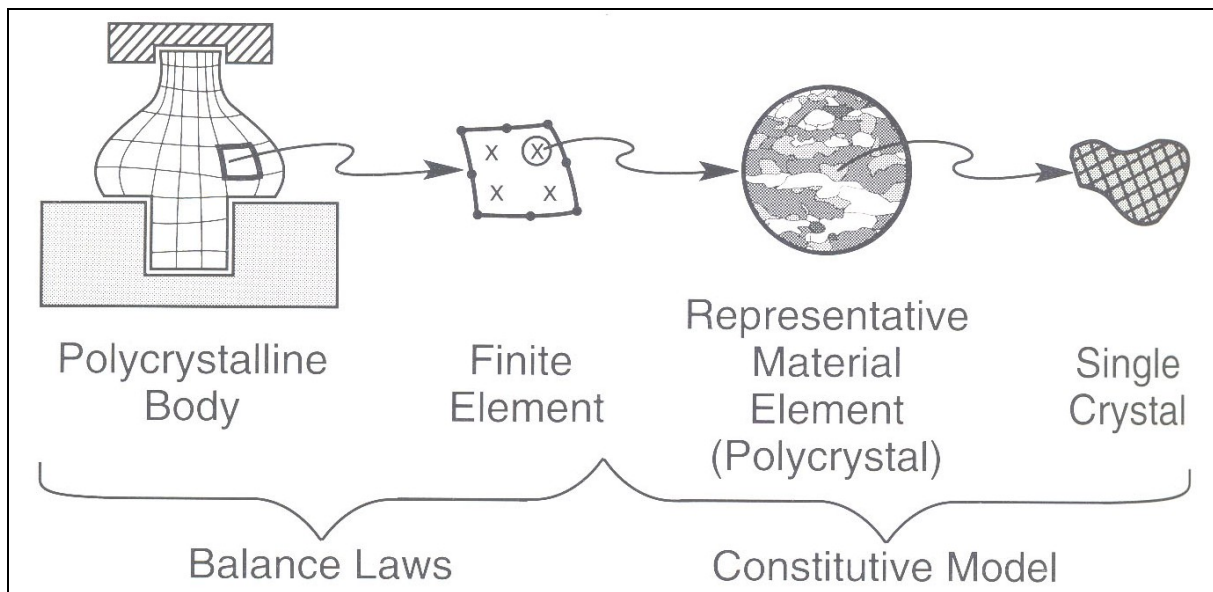 Polycrystalline
Body
Finite
Element
Representative
Material
Element
(Polycrystal)
Single
Crystal
X
X
X
X
Balance Laws
Constitutive Model